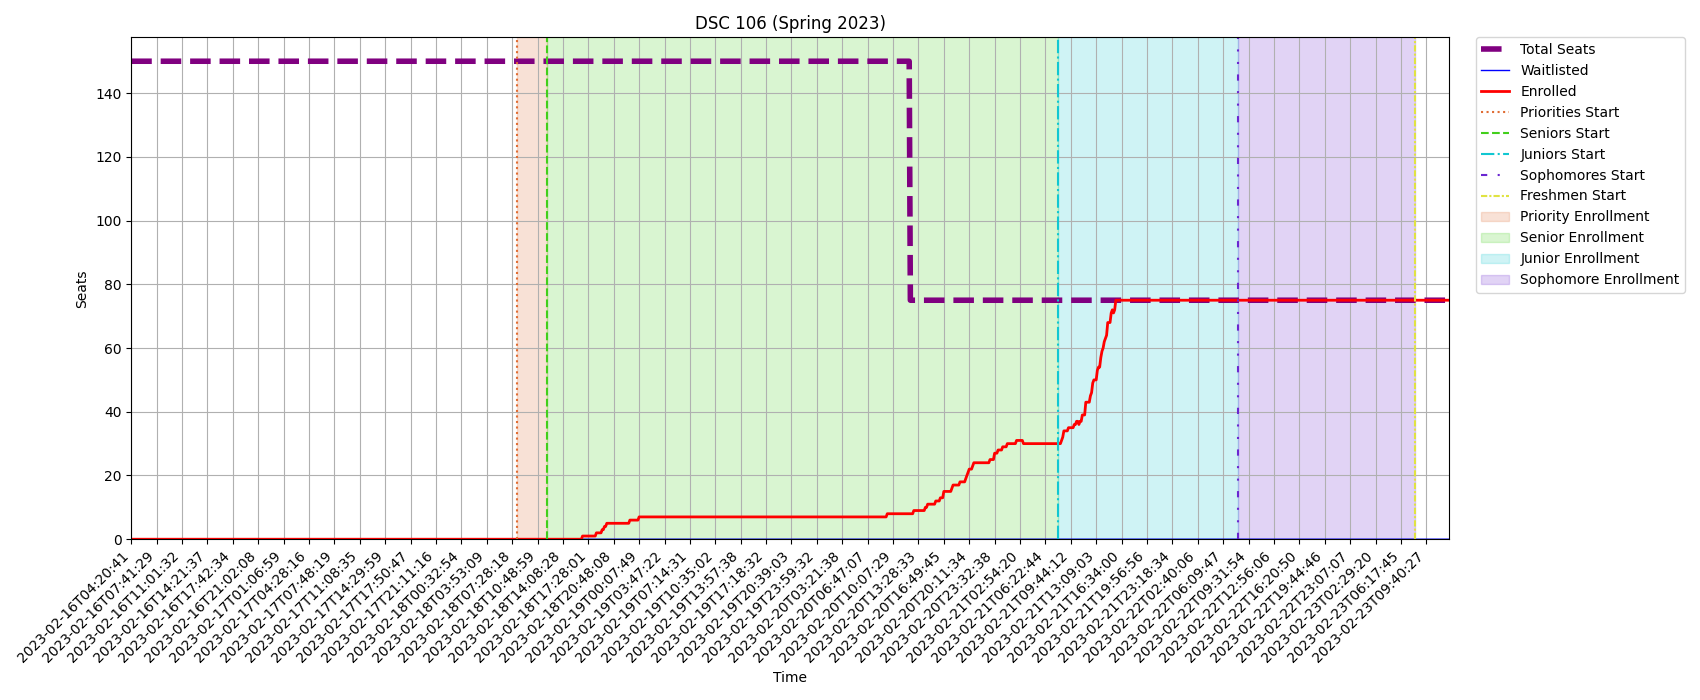 DSC 106 (Spring 2023)
Seats
140
120
100
80
60
40
20
0
2023-02-16T04:20:41
2023-02-16T07:41:29
2023-02-16T11:01:32
2023-02-16T14:21:37
2023-02-16T17:42:34
2023-02-16T21:02:08
2023-02-17T01:06:59
2023-02-17T04:28:16
2023-02-17T07:48:19
2023-02-17T11:08:35
2023-02-17T14:29:59
2023-02-17T17:50:47
2023-02-17T21:11:16
2023-02-18T00:32:54
2023-02-18T03:53:09
2023-02-18T07:28:18
2023-02-18T10:48:59
2023-02-18T14:08:28
2023-02-18T17:28:01
2023-02-18T20:48:08
2023-02-19T00:07:49
2023-02-19T03:47:22
2023-02-19T07:14:31
2023-02-19T10:35:02
2023-02-19T13:57:38
2023-02-19T17:18:32
2023-02-19T20:39:03
2023-02-19T23:59:32
2023-02-20T03:21:38
2023-02-20T06:47:07
2023-02-20T10:07:29
2023-02-20T13:28:33
2023-02-20T16:49:45
2023-02-20T20:11:34
2023-02-20T23:32:38
2023-02-21T02:54:20
2023-02-21T06:22:44
2023-02-21T09:44:12
2023-02-21T13:09:03
2023-02-21T16:34:00
2023-02-21T19:56:56
2023-02-21T23:18:34
2023-02-22T02:40:06
2023-02-22T06:09:47
2023-02-22T09:31:54
2023-02-22T12:56:06
2023-02-22T16:20:50
2023-02-22T19:44:46
2023-02-22T23:07:07
2023-02-23T02:29:20
2023-02-23T06:17:45
2023-02-23T09:40:27
Time
Total Seats
Waitlisted
Enrolled
Priorities Start
Seniors Start
Juniors Start
Sophomores Start
Freshmen Start
Priority Enrollment
Senior Enrollment
Junior Enrollment
Sophomore Enrollment